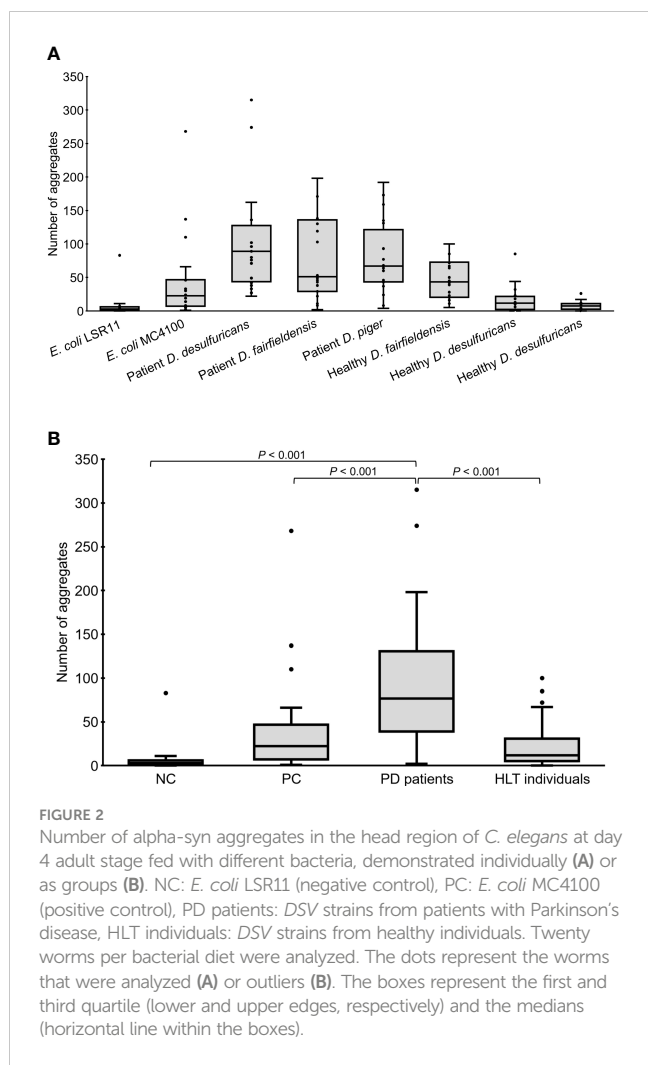 A
350
300
250
200
150
100
50
0
Number of aggregates
E. coli LSR11
E. coli MC4100
Patient D. desulfuricans
Patient D. fairfieldensis
Patient D. piger
Healthy D. fairfieldensis
Healthy D. desulfuricans
Healthy D. desulfuricans
B
P < 0.001
P < 0.001 P < 0.001
350
300
250
200
150
100
50
0
Number of aggregates
NC PC PD patients HLT individuals
FIGURE 2
Number of alpha-syn aggregates in the head region of C. elegans at day
4 adult stage fed with different bacteria, demonstrated individually (A) or
as groups (B). NC: E. coli LSR11 (negative control), PC: E. coli MC4100
(positive control), PD patients: DSV strains from patients with Parkinson's
disease, HLT individuals: DSV strains from healthy individuals. Twenty
worms per bacterial diet were analyzed. The dots represent the worms
that were analyzed (A) or outliers (B). The boxes represent the first and
third quartile (lower and upper edges, respectively) and the medians
(horizontal line within the boxes).